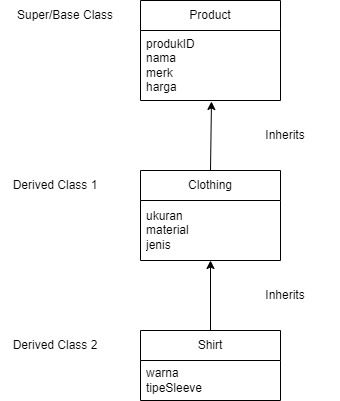 Super/Base Class
Product
produkID
nama
merk
harga
Inherits
Derived Class 1
Clothing
ukuran
material
jenis
Inherits
Derived Class 2
Shirt
warna
tipeSleeve